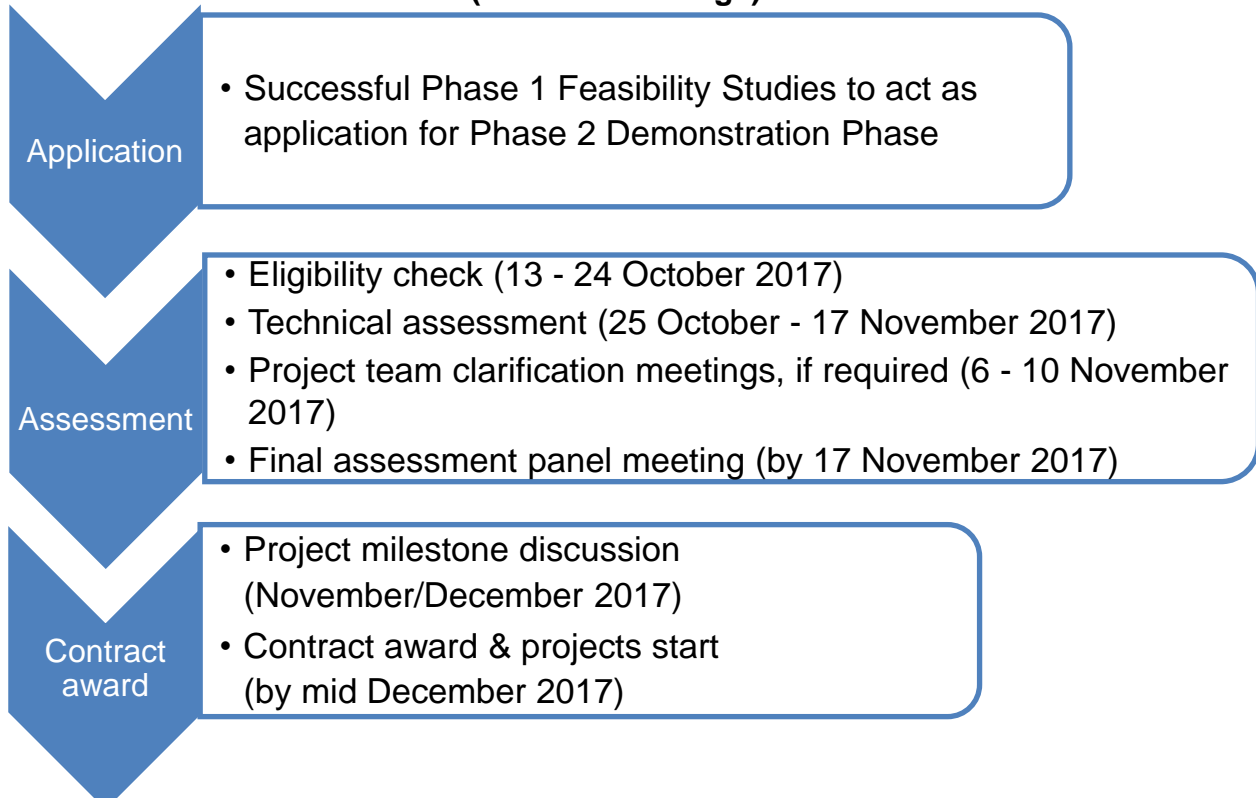 Application
• Successful Phase 1 Feasibility Studies to act as
application for Phase 2 Demonstration Phase
Assessment
• Eligibility check (13 - 24 October 2017)
• Technical assessment (25 October - 17 November 2017)
• Project team clarification meetings, if required (6 - 10 November
2017)
• Final assessment panel meeting (by 17 November 2017)
Contract
award
• Project milestone discussion
(November/December 2017)
• Contract award & projects start
(by mid December 2017)